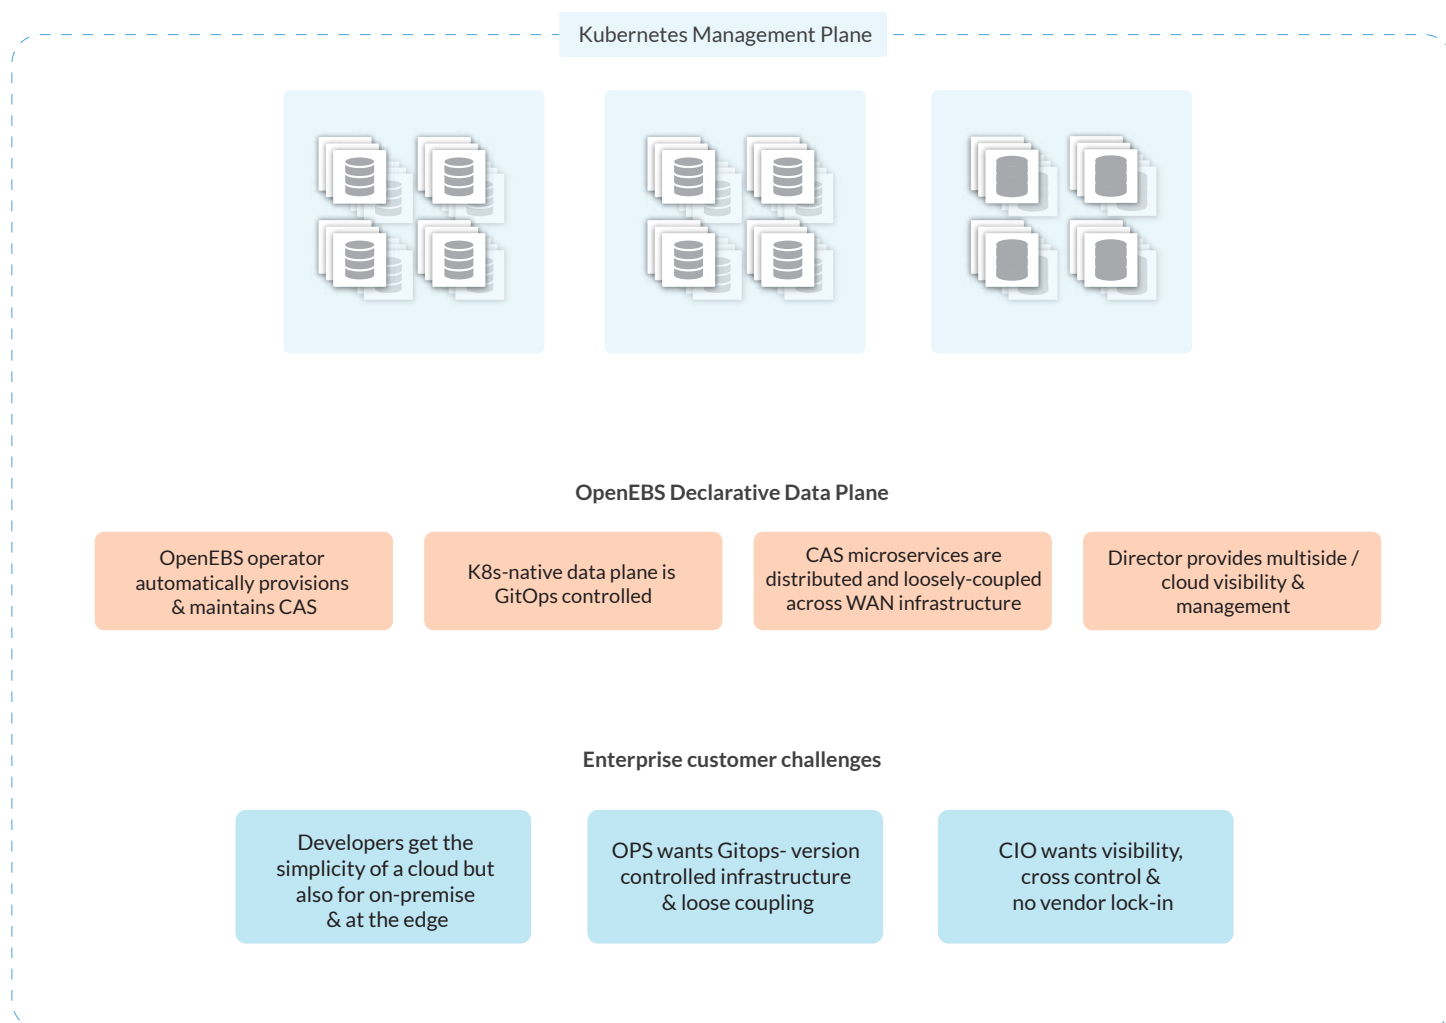 Kubernetes Management Plane
OpenEBS Declarative Data Plane
OpenEBS operator
automatically provisions
& maintains CAS
K8s-native data plane is
GitOps controlled
CAS microservices are
distributed and loosely-coupled
across WAN infrastructure
Director provides multiside /
cloud visibility &
management
Enterprise customer challenges
Developers get the
simplicity of a cloud but
also for on-premise
& at the edge
OPS wants Gitops- version
controlled infrastructure
& loose coupling
CIO wants visibility,
cross control &
no vendor lock-in